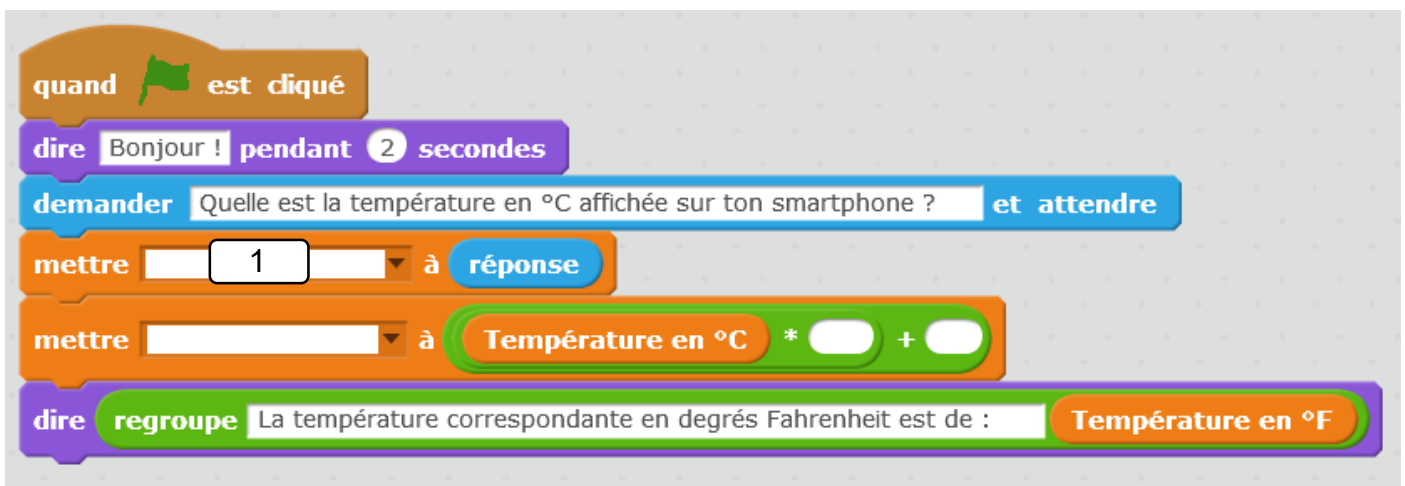 quand est cliqué
dire Bonjour ! pendant 2 secondes
demander Quelle est la température en °C affichée sur ton smartphone ? et attendre
mettre 1 à réponse
mettre à Température en °C * +
dire regroupe La température correspondante en degrés Fahrenheit est de : Température en °F